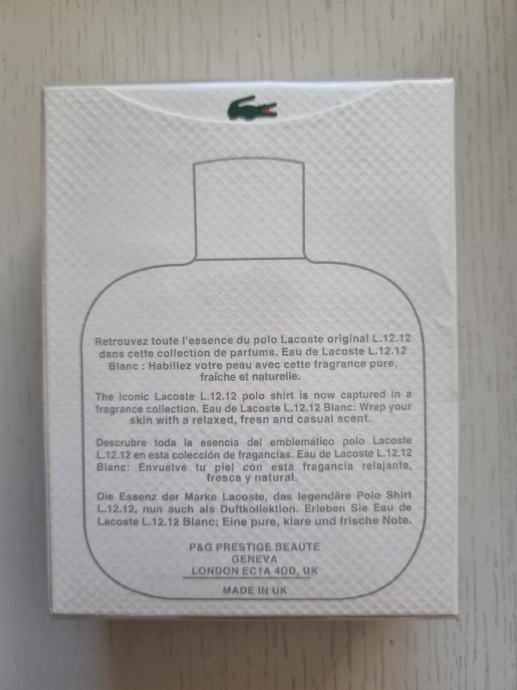 Retrouvez toute l'essence du polo Lacoste original L.12.12
dans cette collection de parfums. Eau de Lacoste L.12.12
Blanc : Habillez votre peau avec cette fragrance pure,
fraîche et naturelle.
The iconic Lacoste L.12.12 polo shirt is now captured in a
fragrance collection. Eau de Lacoste L.12.12 Blanc: Wrap your
skin with a relaxed, fresn and casual scent.
Descrubre toda la esencia del emblemático polo Lacoste
L.12.12 en esta colección de fragancias. Eau de Lacoste L.12.12
Blanc: Envuelve tu piel con esta fragancia relajante,
fresca y natural.
Die Essenz der Marke Lacoste, das legendäre Polo Shirt
L.12.12, nun auch als Duftkollektion. Erleben Sie Eau de
Lacoste L.12.12 Blanc: Eine pure, klare und frische Note.
P&G PRESTIGE BEAUTE
GENEVA
LONDON EC1A 4DD, UK
MADE IN UK